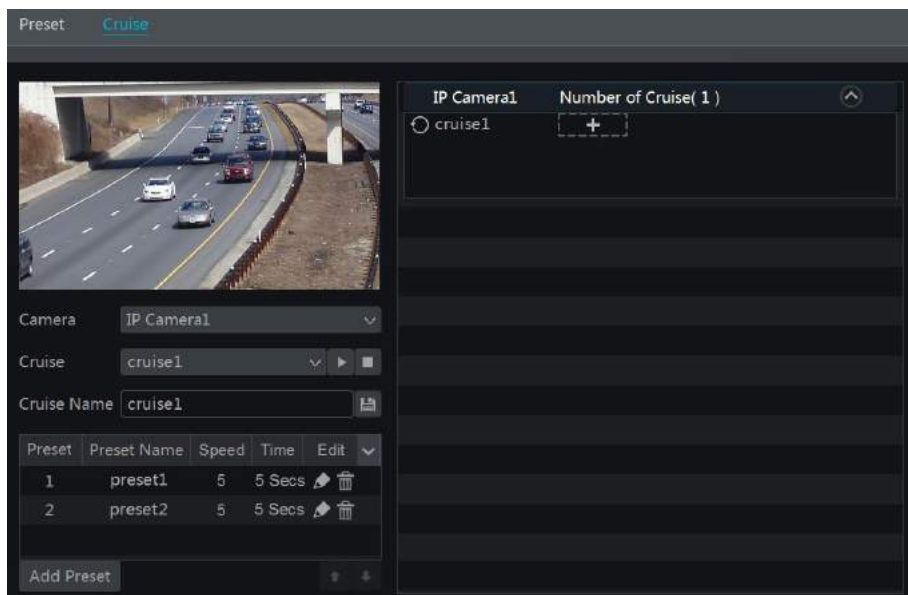 Preset Cruise
IP Camera1 Number of Cruise( 1 )
cruise1
Camera IP Camera1
Cruise cruise1
Cruise Name cruise1
Preset Preset Name Speed Time Edit
1 preset1 5 5 Secs
2 preset2 5 5 Secs
Add Preset